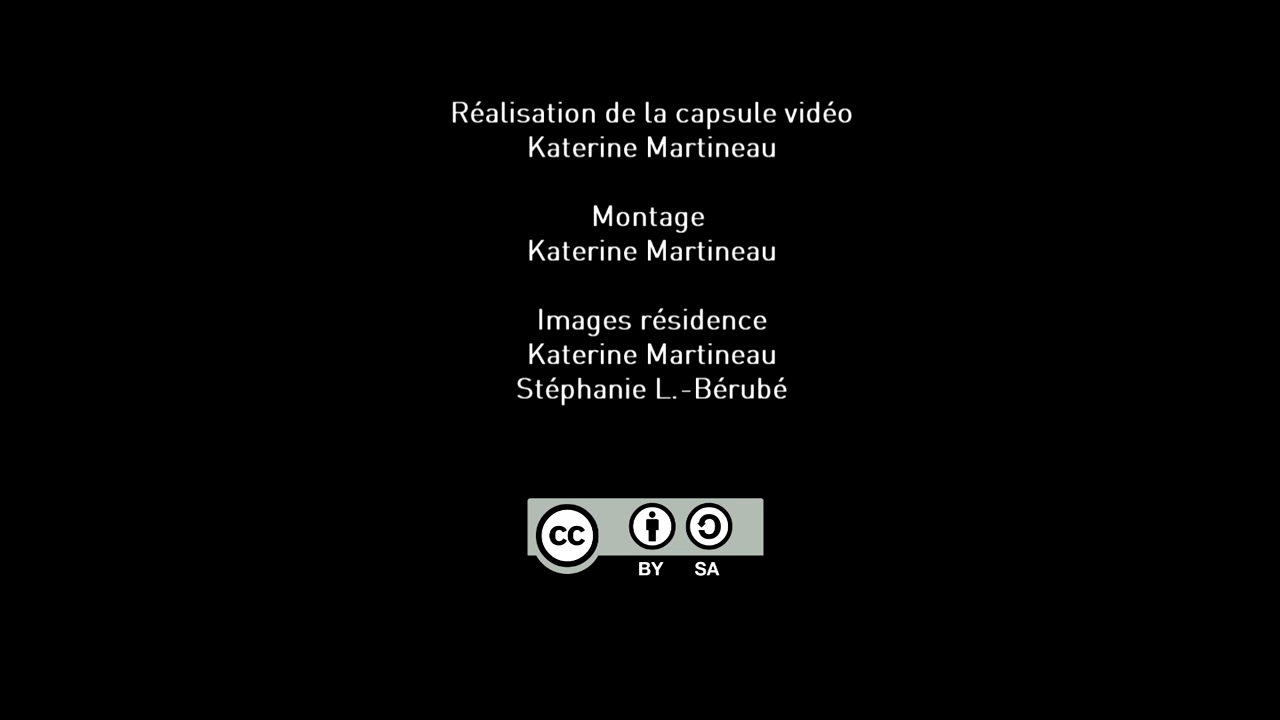 Réalisation de la capsule vidéo
Katerine Martineau
Montage
Katerine Martineau
Images résidence
Katerine Martineau
Stéphanie L.-Bérubé
cc
BY SA